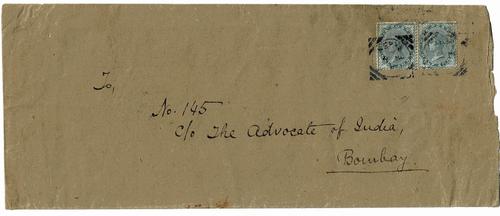 To,
No. 145
C/o The Advocate of India,
Bombay.